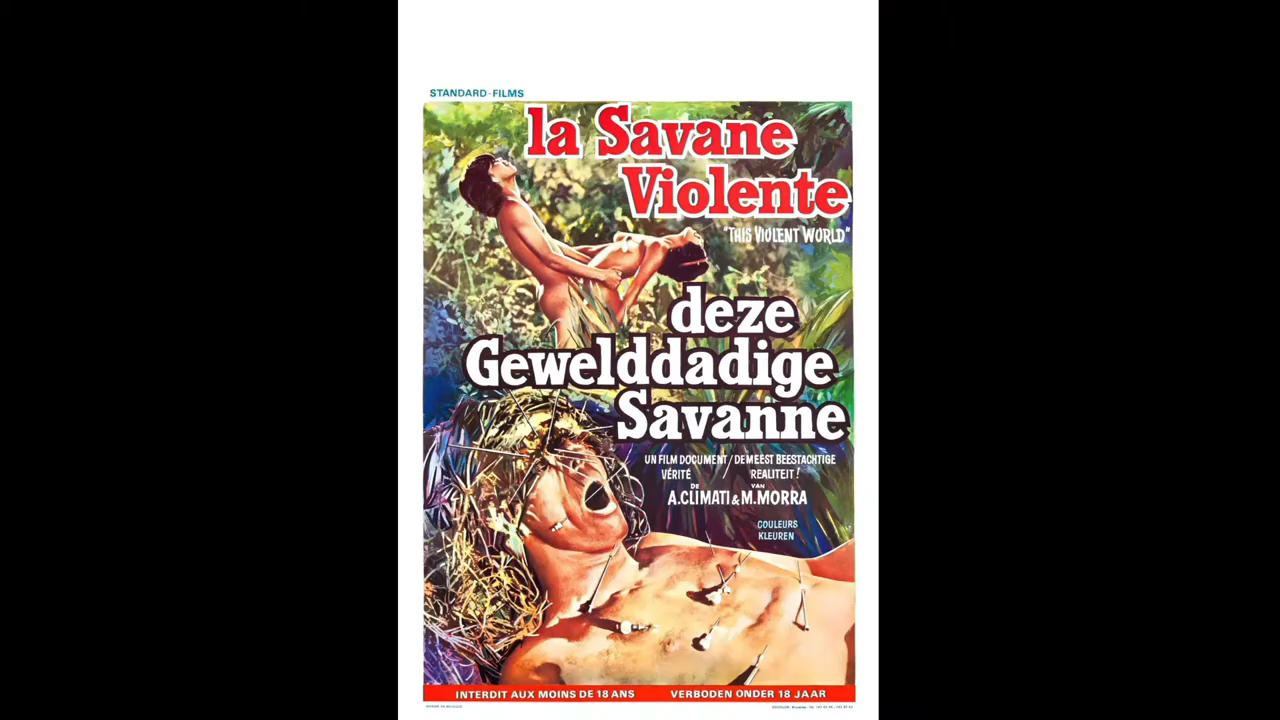 STANDARD-FILMS
la Savane
Violente
"THIS VIOLENT WORLD"
deze
Gewelddadige
Savanne
UN FILM DOCUMENT / DE MEEST BEESTACHTIGE
VÉRITÉ / REALITEIT!
DE VAN
A.CLIMATI & M.MORRA
COULEURS
KLEUREN
INTERDIT AUX MOINS DE 18 ANS VERBODEN ONDER 18 JAAR